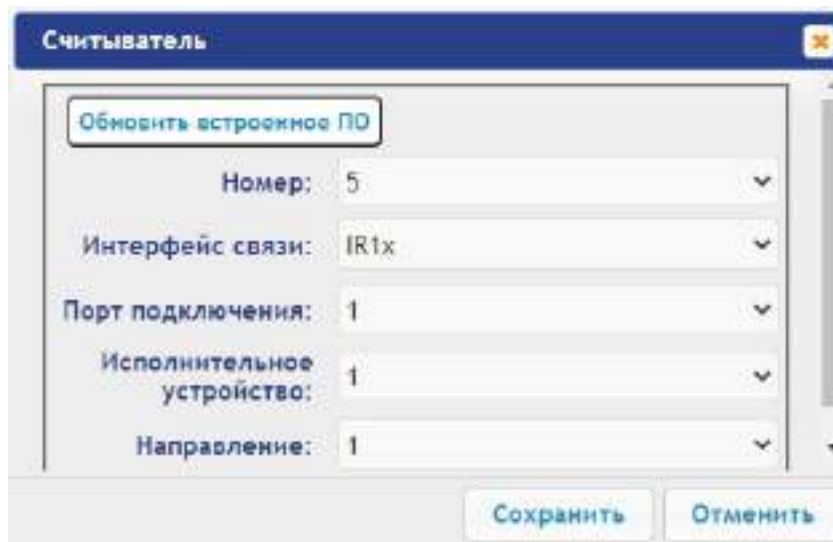 Считыватель
Обновить встроенное ПО
Номер: 5
Интерфейс связи: IR1x
Порт подключения: 1
Исполнительное
устройство: 1
Направление: 1
Сохранить Отменить